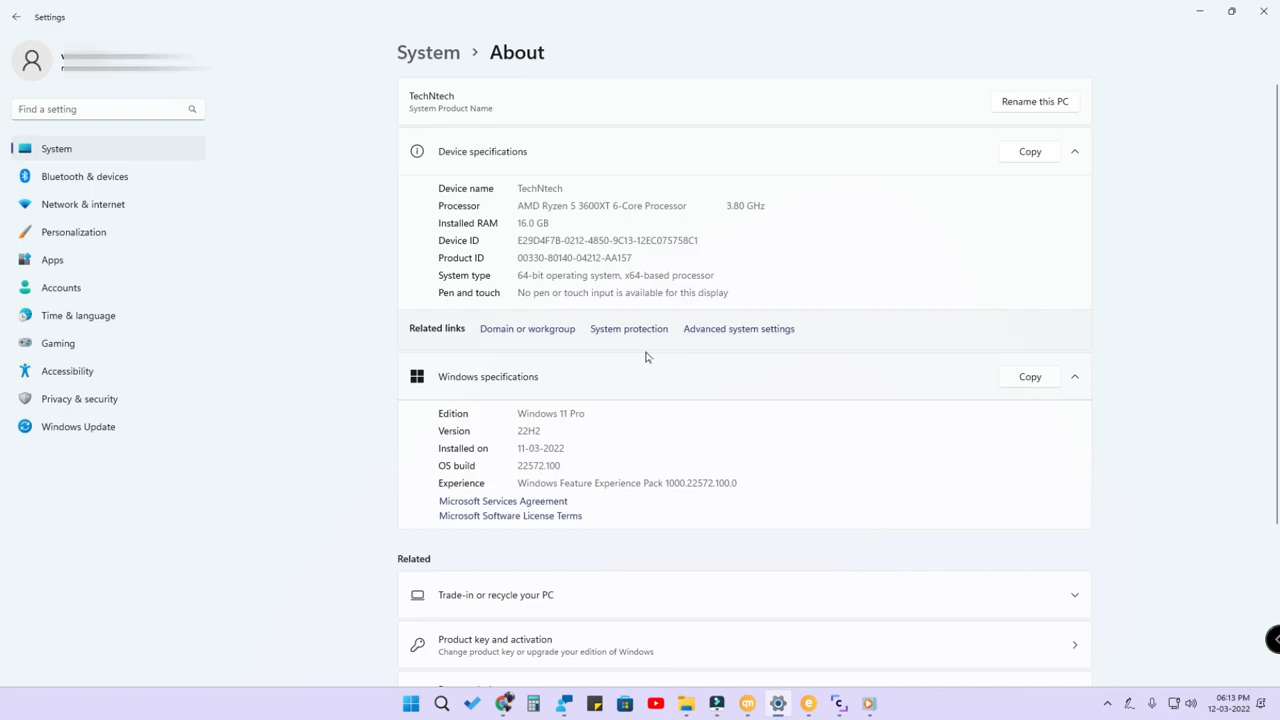 Settings
System > About
TechNtech
System Product Name
Rename this PC
Find a setting
System
Bluetooth & devices
Network & internet
Personalization
Apps
Accounts
Time & language
Gaming
Accessibility
Privacy & security
Windows Update
Device specifications
Copy
Device name TechNtech
Processor AMD Ryzen 5 3600XT 6-Core Processor 3.80 GHz
Installed RAM 16.0 GB
Device ID E29D4F7B-0212-4850-9C13-12EC075758C1
Product ID 00330-80140-04212-AA157
System type 64-bit operating system, x64-based processor
Pen and touch No pen or touch input is available for this display
Related links Domain or workgroup System protection Advanced system settings
Windows specifications
Copy
Edition Windows 11 Pro
Version 22H2
Installed on 11-03-2022
OS build 22572.100
Experience Windows Feature Experience Pack 1000.22572.100.0
Microsoft Services Agreement
Microsoft Software License Terms
Related
Trade-in or recycle your PC
Product key and activation
Change product key or upgrade your edition of Windows
06:13 PM
12-03-2022